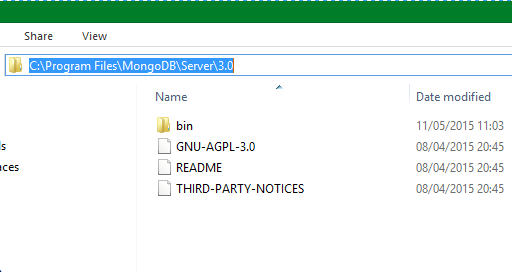 Share View
C:\Program Files\MongoDB\Server\3.0
Name Date modified
bin 11/05/2015 11:03
GNU-AGPL-3.0 08/04/2015 20:45
README 08/04/2015 20:45
THIRD-PARTY-NOTICES 08/04/2015 20:45